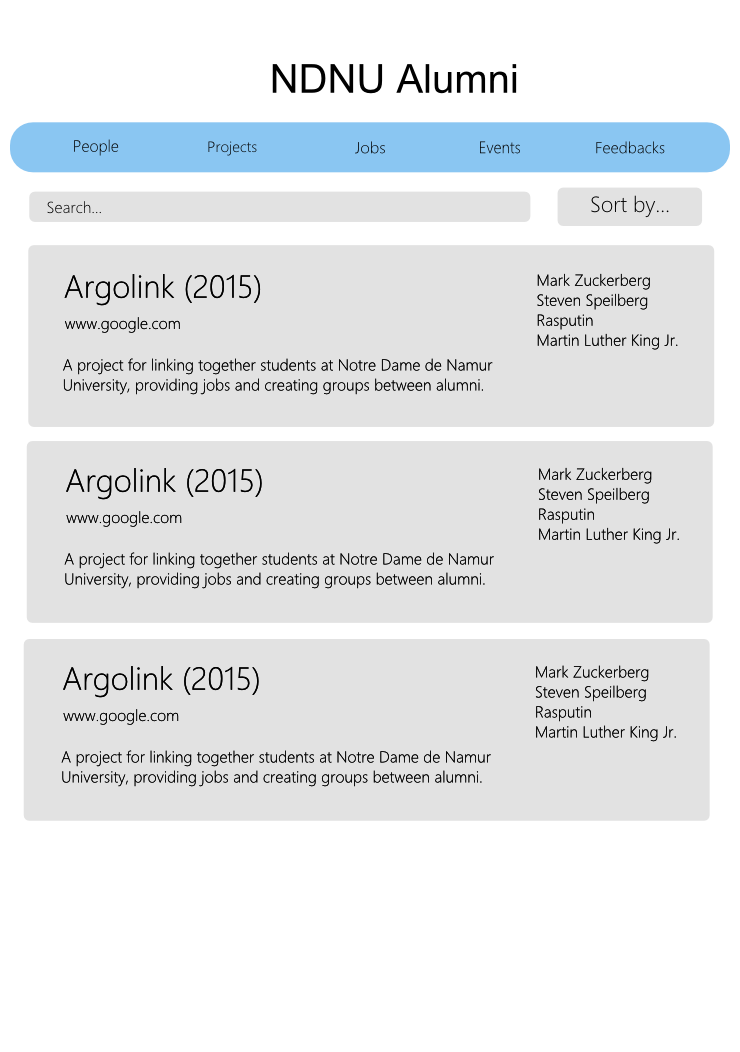 NDNU Alumni
People Projects Jobs Events Feedbacks
Search...
Sort by...
Argolink (2015)
www.google.com
A project for linking together students at Notre Dame de Namur
University, providing jobs and creating groups between alumni.
Mark Zuckerberg
Steven Speilberg
Rasputin
Martin Luther King Jr.
Argolink (2015)
www.google.com
A project for linking together students at Notre Dame de Namur
University, providing jobs and creating groups between alumni.
Mark Zuckerberg
Steven Speilberg
Rasputin
Martin Luther King Jr.
Argolink (2015)
www.google.com
A project for linking together students at Notre Dame de Namur
University, providing jobs and creating groups between alumni.
Mark Zuckerberg
Steven Speilberg
Rasputin
Martin Luther King Jr.